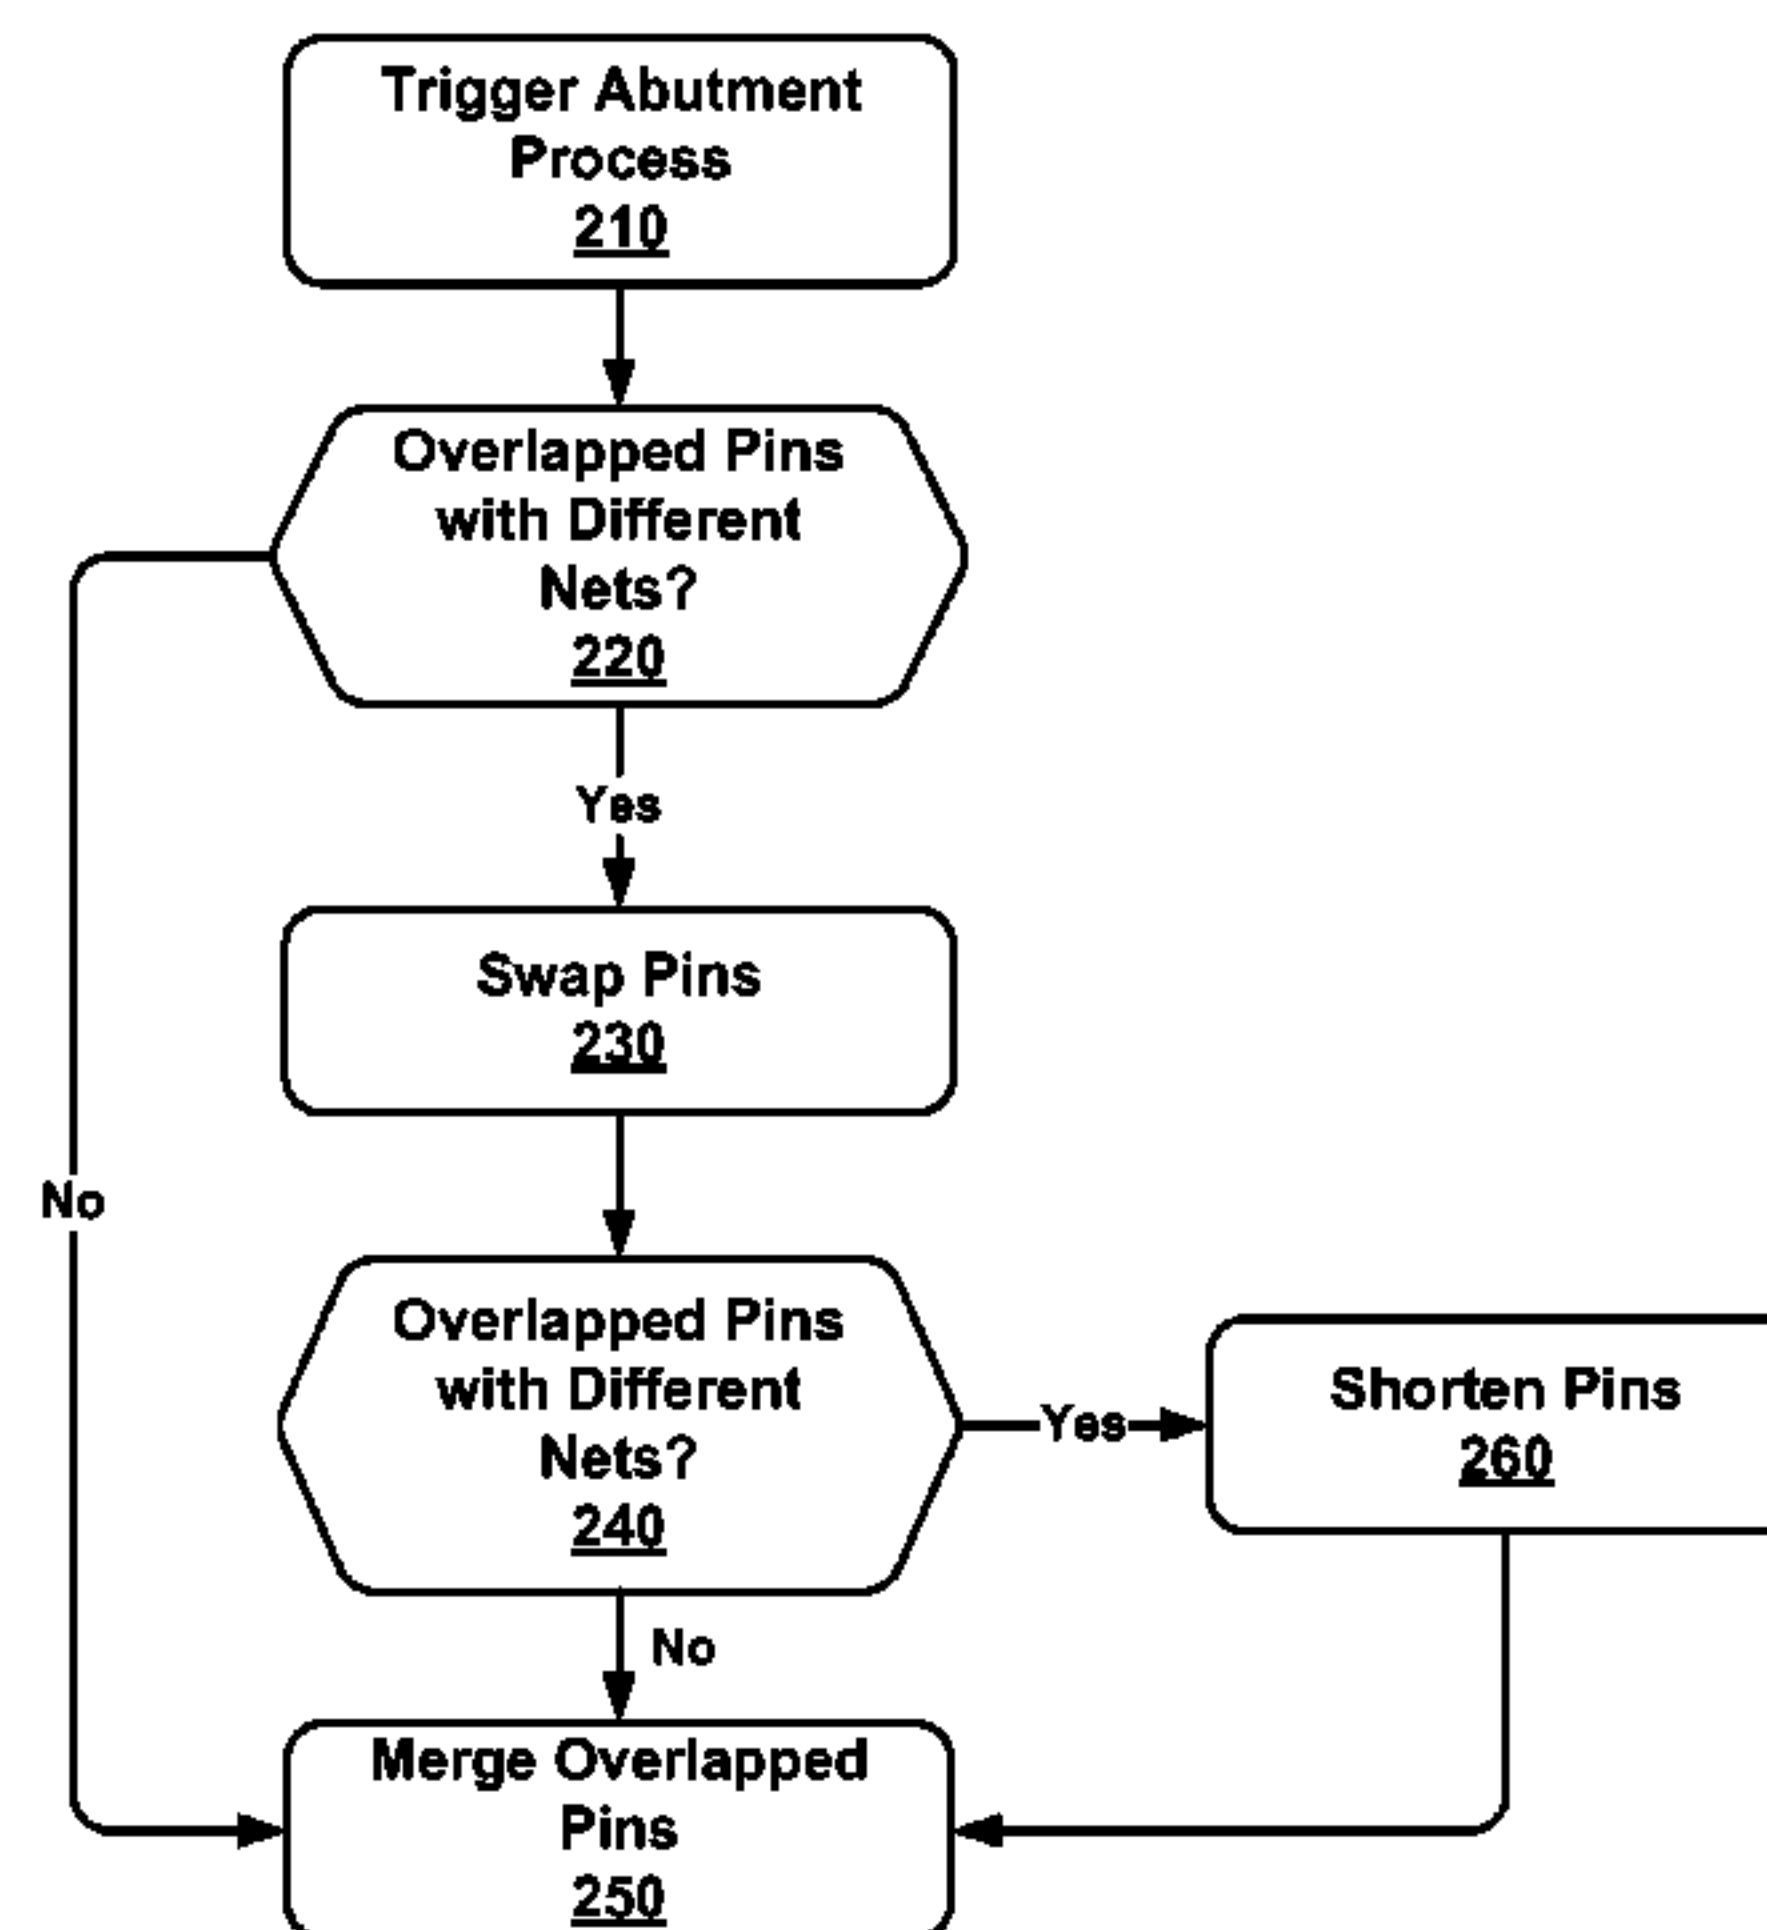 Trigger Abutment
Process
210
Overlapped Pins
with Different
Nets?
220
Yes
Swap Pins
230
No
Overlapped Pins
with Different
Nets?
240
Yes
Shorten Pins
260
No
Merge Overlapped
Pins
250